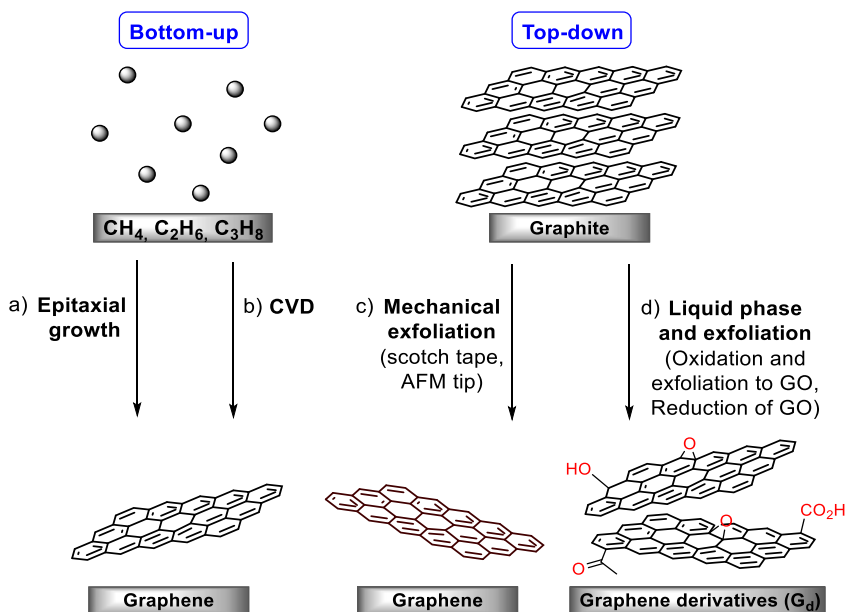 Bottom-up
Top-down
CH₄, C₂H₆, C₃H₈
Graphite
a) Epitaxial
growth
b) CVD
c) Mechanical
exfoliation
(scotch tape,
AFM tip)
d) Liquid phase
and exfoliation
(Oxidation and
exfoliation to GO,
Reduction of GO)
O
HO
O
CO₂H
O
Graphene
Graphene
Graphene derivatives (G_d)